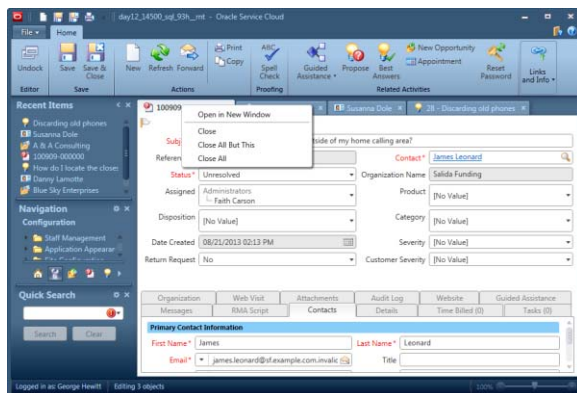 day12_14500_sql_93h_mt - Oracle Service Cloud
File
Home
Undock
Save
Save & Close
New
Refresh
Forward
Print
Copy
ABC
Spell Check
Guided Assistance
Propose
Best Answers
New Opportunity
Appointment
Reset Password
Links and Info
Editor
Save
Actions
Proofing
Related Activities
Recent Items
Discarding old phones
Susanna Dole
A & A Consulting
100909-000000
How do I locate the closes
Danny Lamotte
Blue Sky Enterprises
Navigation
Configuration
Staff Management
Application Appearan
Quick Search
Search
Clear
100909
Susanna Dole
28 - Discarding old phones
Open in New Window
Close
Close All But This
Close All
Subj
tside of my home calling area?
Referen
Contact*
James Leonard
Status*
Unresolved
Organization Name
Salida Funding
Assigned
Administrators
Faith Carson
Product
[No Value]
Disposition
[No Value]
Category
[No Value]
Date Created
08/21/2013 02:13 PM
Severity
[No Value]
Return Request
No
Customer Severity
[No Value]
Organization
Web Visit
Attachments
Audit Log
Website
Guided Assistance
Messages
RMA Script
Contacts
Details
Time Billed (0)
Tasks (0)
Primary Contact Information
First Name*
James
Last Name*
Leonard
Email*
james.leonard@sf.example.com.invalic
Title
Logged in as: George Hewitt
Editing 3 objects
100%